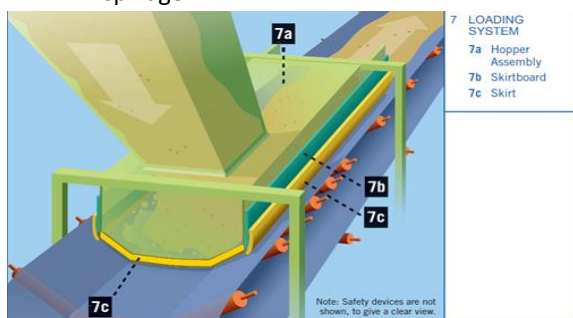 7a
7b
7c
7c
Note: Safety devices are not
shown, to give a clear view.
7 LOADING
SYSTEM
7a Hopper
Assembly
7b Skirtboard
7c Skirt